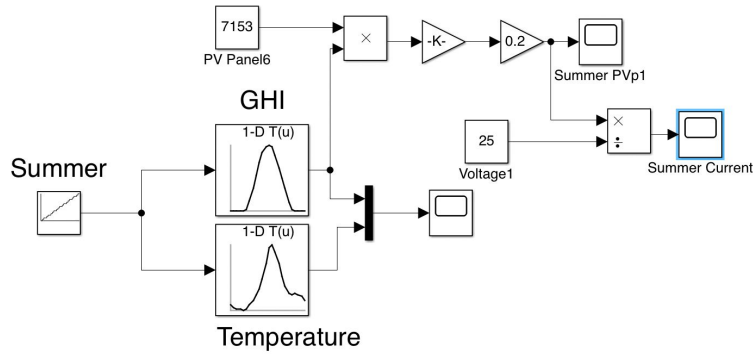 7153
PV Panel6
×
-K-
0.2
Summer PVp1
GHI
1-D T(u)
25
Voltage1
×
÷
Summer Current
Summer
1-D T(u)
Temperature